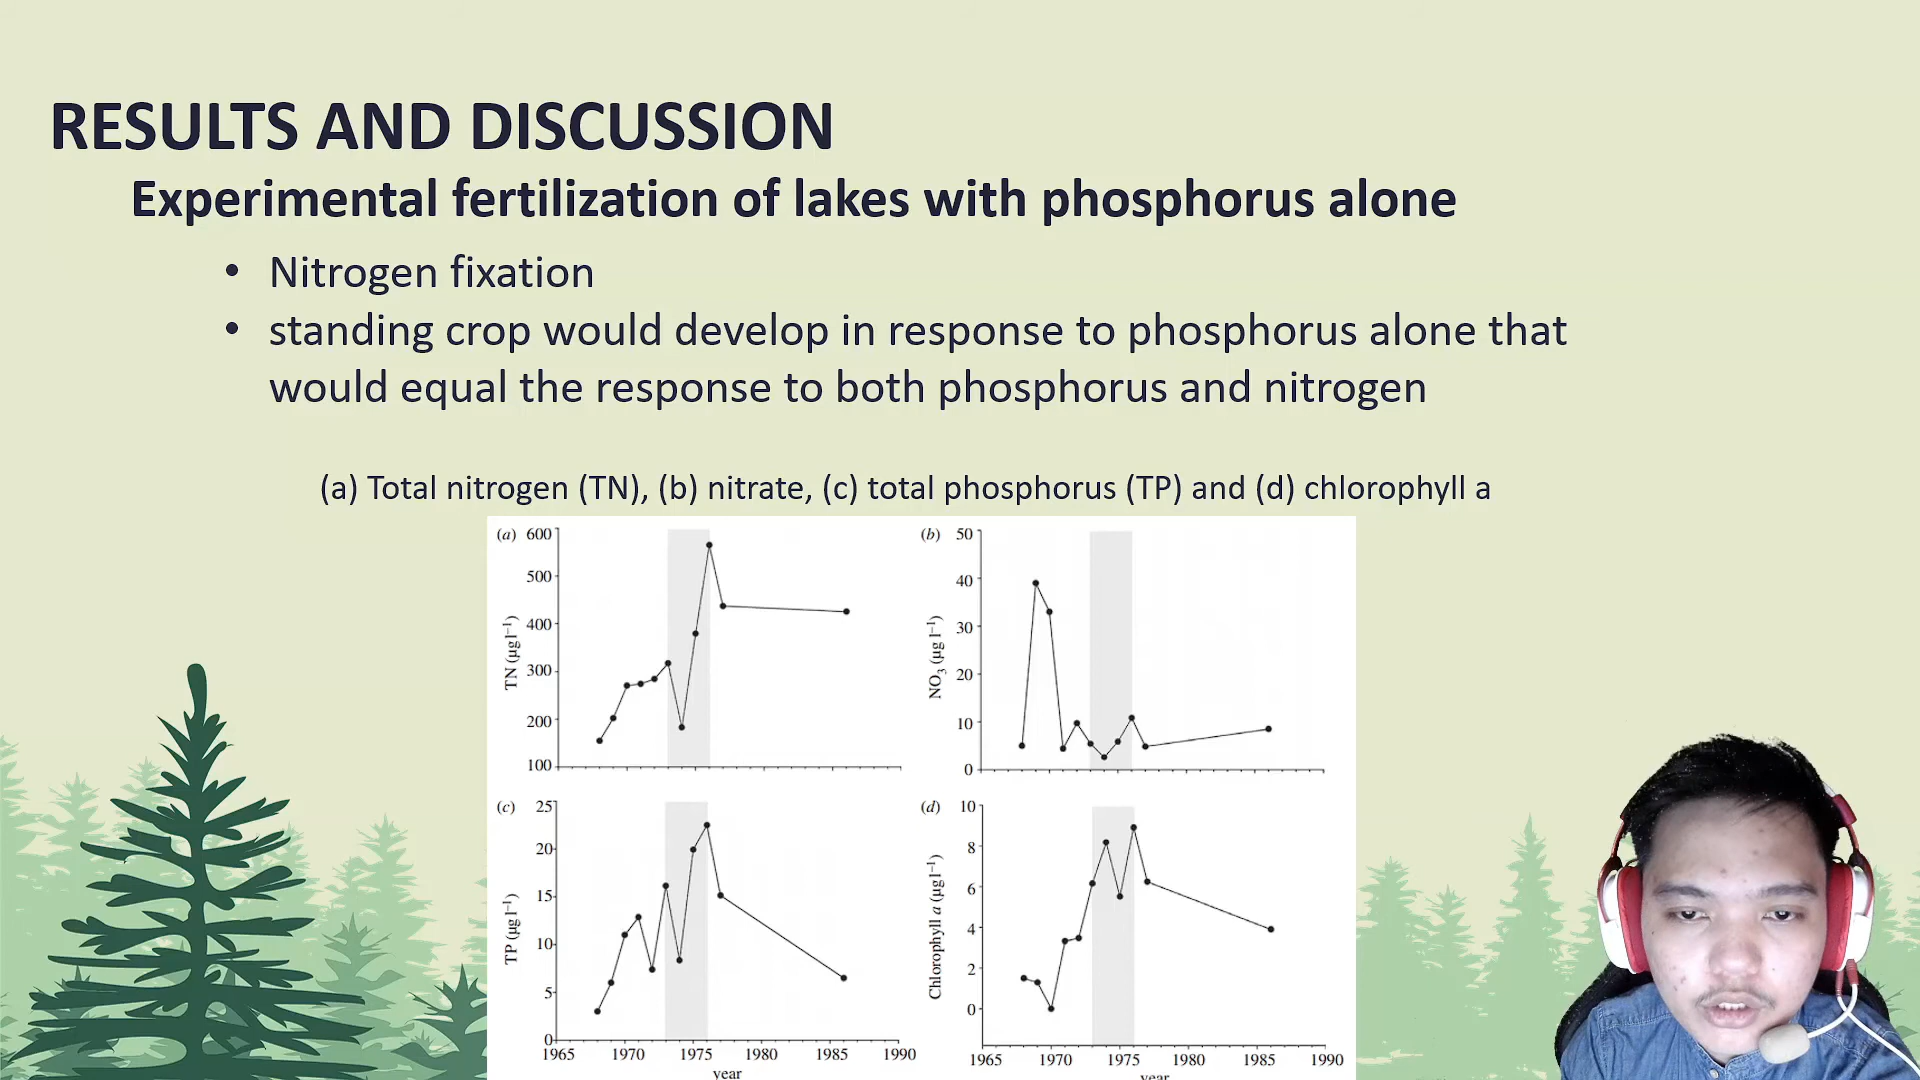 RESULTS AND DISCUSSION
Experimental fertilization of lakes with phosphorus alone
• Nitrogen fixation
• standing crop would develop in response to phosphorus alone that
would equal the response to both phosphorus and nitrogen
(a) Total nitrogen (TN), (b) nitrate, (c) total phosphorus (TP) and (d) chlorophyll a
(a)
600
500
400
300
200
100
TN (µg l⁻¹)
(b)
50
40
30
20
10
0
NO₃ (µg l⁻¹)
(c)
25
20
15
10
5
0
TP (µg l⁻¹)
1965 1970 1975 1980 1985 1990
year
(d)
10
8
6
4
2
0
Chlorophyll a (µg l⁻¹)
1965 1970 1975 1980 1985 1990
year